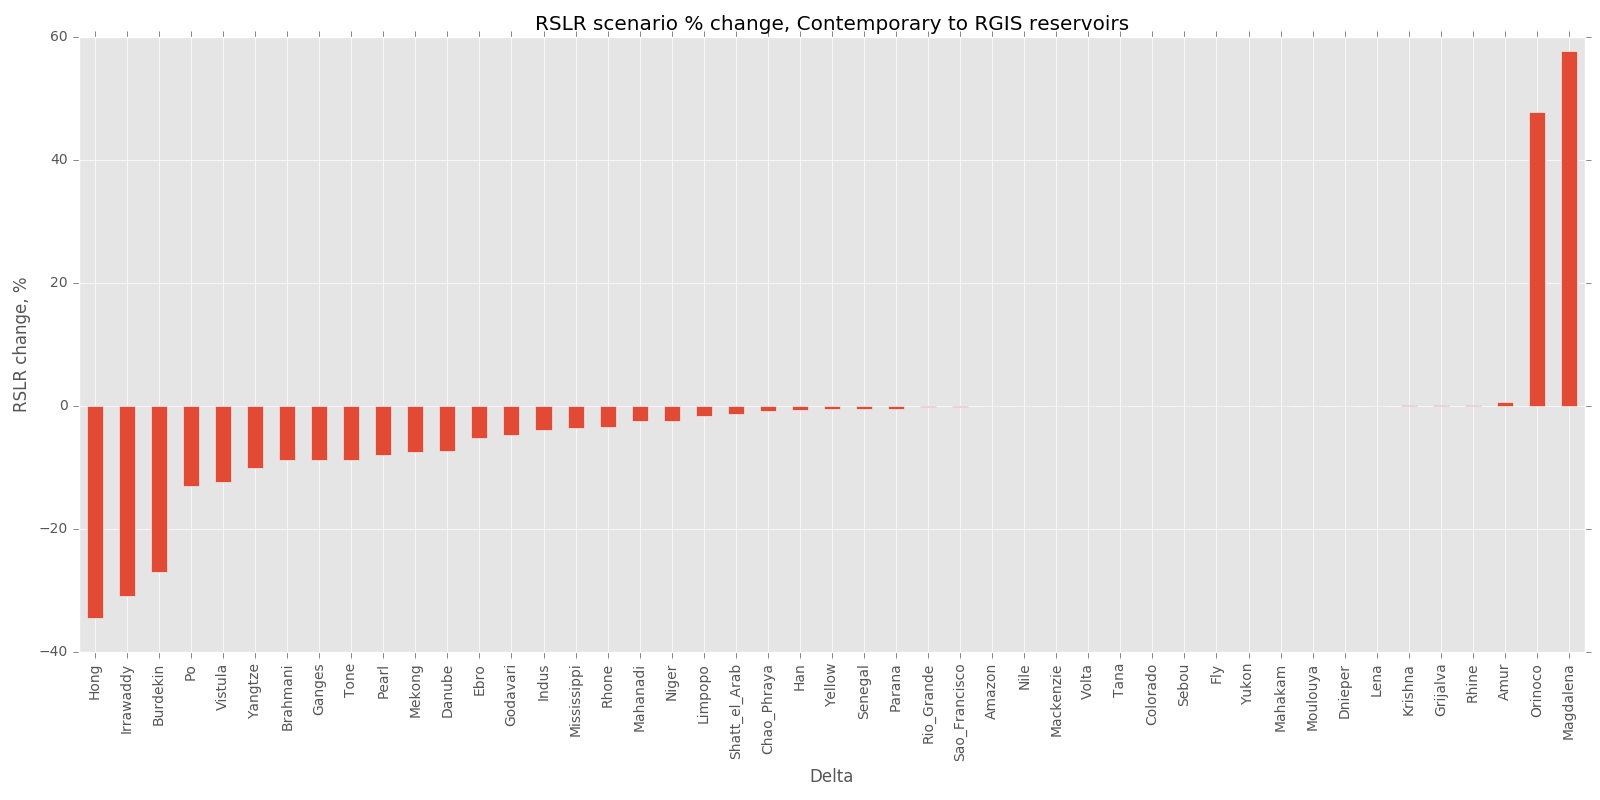 RSLR scenario % change, Contemporary to RGIS reservoirs
60
40
20
0
−20
−40
RSLR change, %
Hong
Irrawaddy
Burdekin
Po
Vistula
Yangtze
Brahmani
Ganges
Tone
Pearl
Mekong
Danube
Ebro
Godavari
Indus
Mississippi
Rhone
Mahanadi
Niger
Limpopo
Shatt_el_Arab
Chao_Phraya
Han
Yellow
Senegal
Parana
Rio_Grande
Sao_Francisco
Amazon
Nile
Mackenzie
Volta
Tana
Colorado
Sebou
Fly
Yukon
Mahakam
Moulouya
Dnieper
Lena
Krishna
Grijalva
Rhine
Amur
Orinoco
Magdalena
Delta